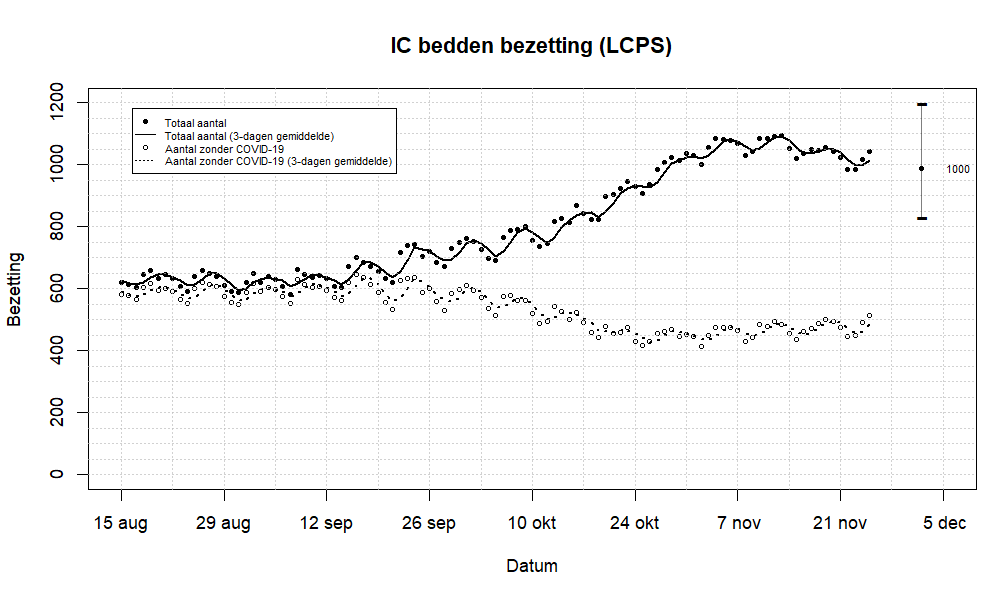 IC bedden bezetting (LCPS)
Totaal aantal
Totaal aantal (3-dagen gemiddelde)
Aantal zonder COVID-19
Aantal zonder COVID-19 (3-dagen gemiddelde)
1000
Bezetting
1200
1000
800
600
400
200
0
15 aug
29 aug
12 sep
26 sep
10 okt
24 okt
7 nov
21 nov
5 dec
Datum